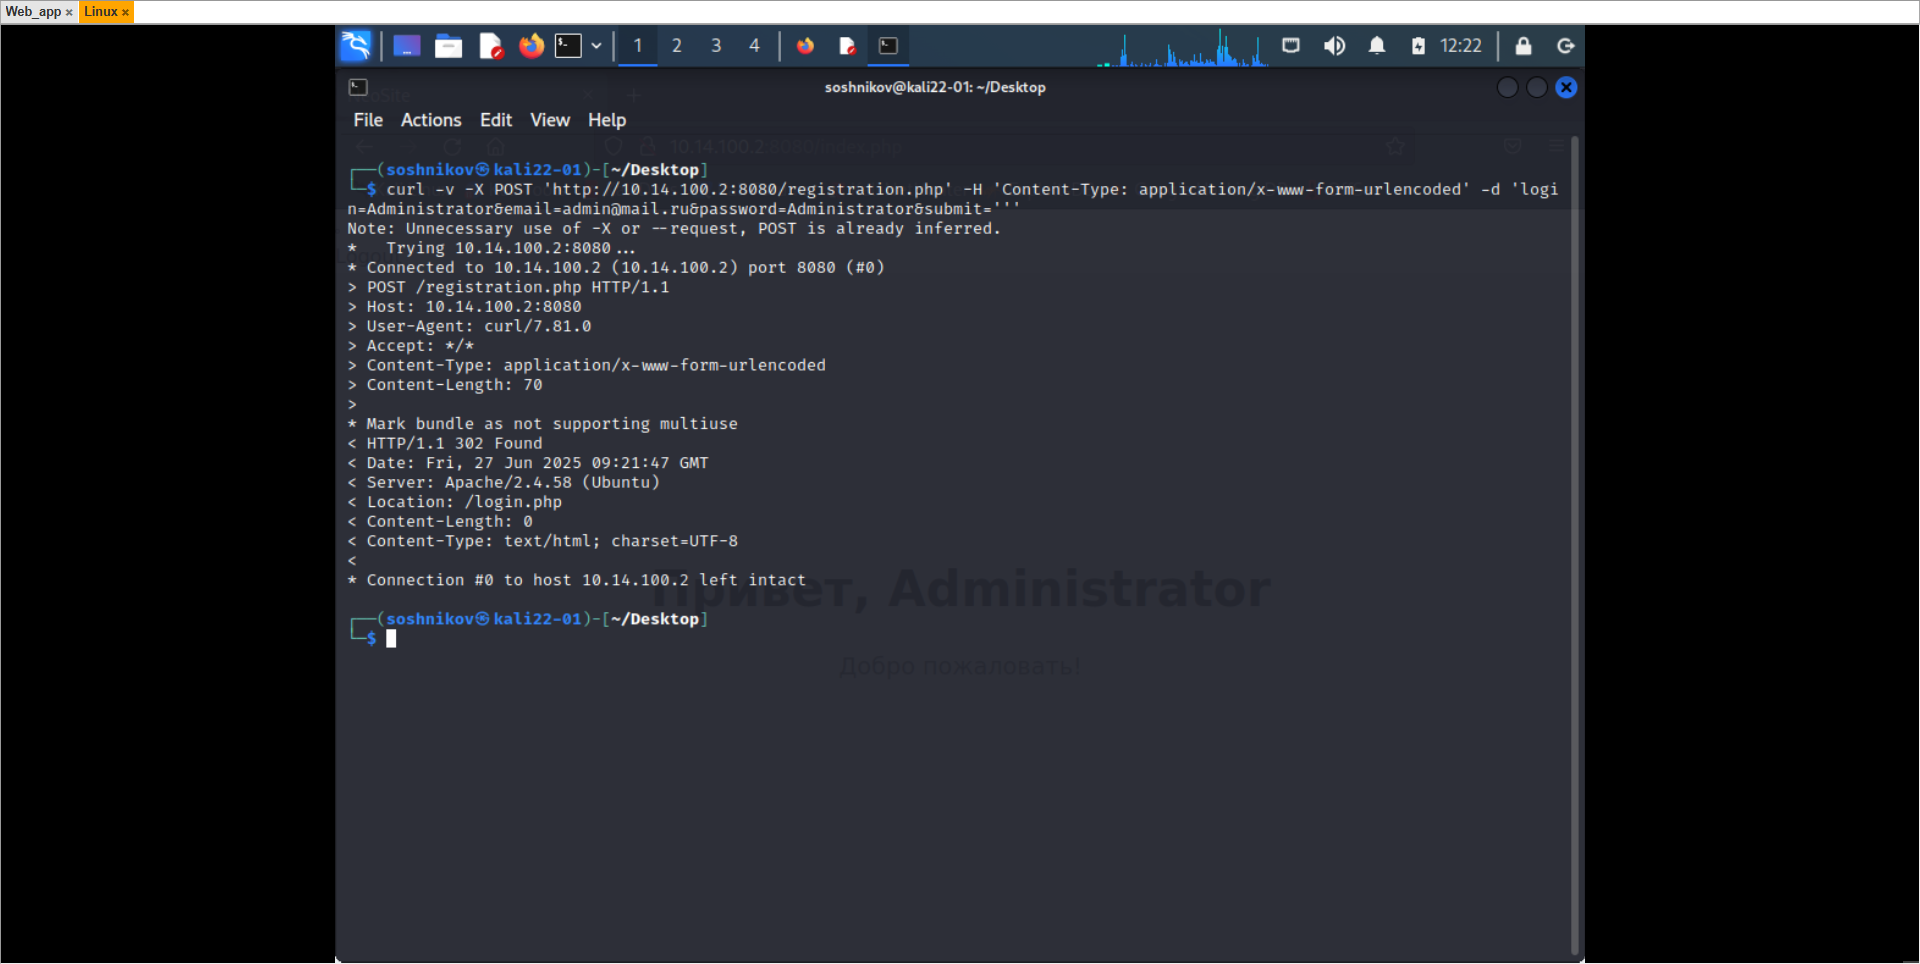 Web_app ×
Linux ×
1 2 3 4
12:22
soshnikov@kali22-01: ~/Desktop
File Actions Edit View Help
10.14.100.2:8080/index.php
┌──(soshnikov㉿kali22-01)-[~/Desktop]
└─$ curl -v -X POST 'http://10.14.100.2:8080/registration.php' -H 'Content-Type: application/x-www-form-urlencoded' -d 'logi
n=Administrator&email=admin@mail.ru&password=Administrator&submit='''
Note: Unnecessary use of -X or --request, POST is already inferred.
*   Trying 10.14.100.2:8080...
* Connected to 10.14.100.2 (10.14.100.2) port 8080 (#0)
> POST /registration.php HTTP/1.1
> Host: 10.14.100.2:8080
> User-Agent: curl/7.81.0
> Accept: */*
> Content-Type: application/x-www-form-urlencoded
> Content-Length: 70
>
* Mark bundle as not supporting multiuse
< HTTP/1.1 302 Found
< Date: Fri, 27 Jun 2025 09:21:47 GMT
< Server: Apache/2.4.58 (Ubuntu)
< Location: /login.php
< Content-Length: 0
< Content-Type: text/html; charset=UTF-8
<
* Connection #0 to host 10.14.100.2 left intact
Привет, Administrator
┌──(soshnikov㉿kali22-01)-[~/Desktop]
└─$
Добро пожаловать!